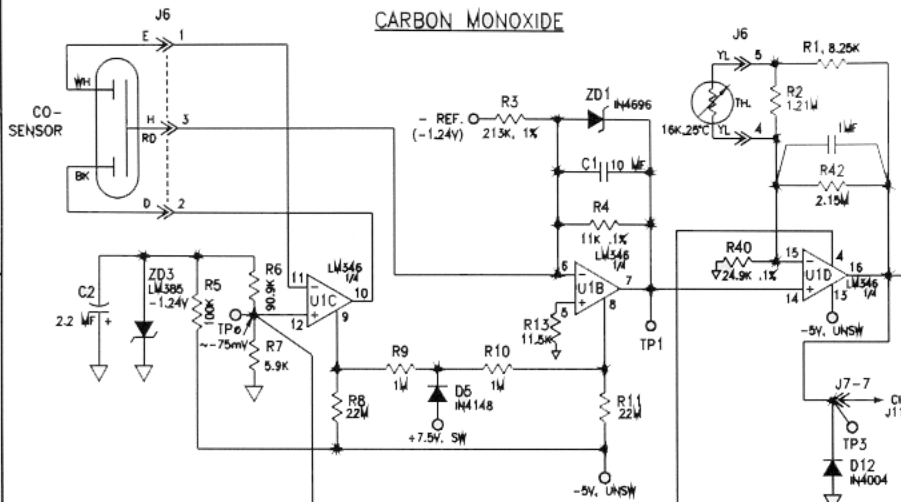 CARBON MONOXIDE
J6
E
1
WH
CO-
SENSOR
H
3
RD
BK
D
2
- REF.
(-1.24V)
R3
213K, 1%
ZD1
IN4696
C1
10 MF
R4
11K .1%
LM346
1/4
6
U1B
7
5
8
R13
11.5K
TP1
J6
YL
5
TH.
16K,25°C
YL
4
R1, 8.25K
R2
1.21M
1MF
R42
2.15M
R40
24.9K .1%
15
4
U1D
16
LM346
1/4
14
13
-5V, UNSW
C2
2.2 MF
+
ZD3
LM385
-1.24V
R5
100K
R6
90.9K
TP6
~-75mV
R7
5.9K
LM346
1/4
11
U1C
10
12
9
R9
1M
R10
1M
R8
22M
D5
IN4148
+7.5V, SW
R11
22M
-5V, UNSW
J7-7
TP3
D12
IN4004